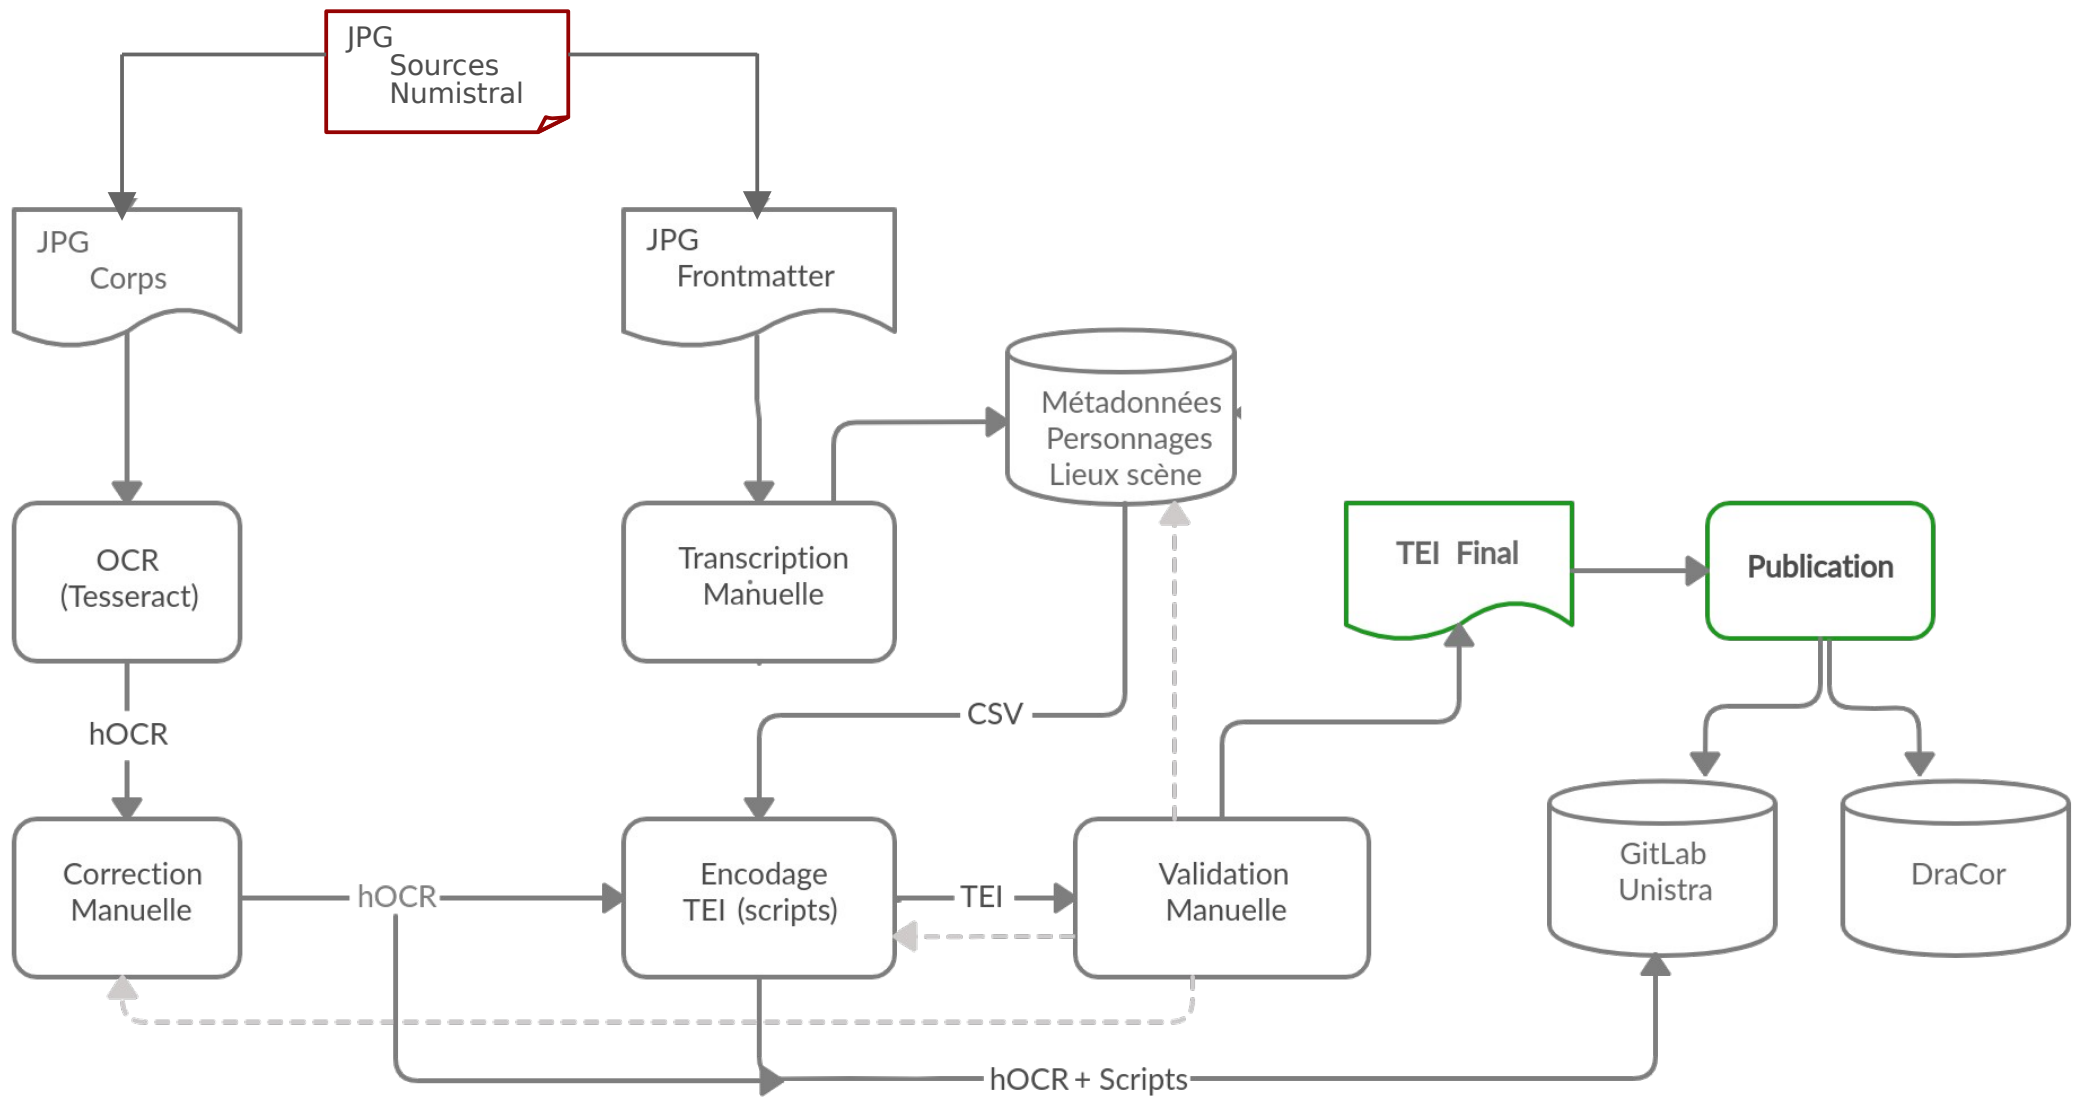 JPG
Sources
Numistral
JPG
Corps
JPG
Frontmatter
Métadonnées
Personnages
Lieux scène
OCR
(Tesseract)
Transcription
Manuelle
TEI Final
Publication
hOCR
CSV
Correction
Manuelle
hOCR
Encodage
TEI (scripts)
TEI
Validation
Manuelle
GitLab
Unistra
DraCor
hOCR + Scripts